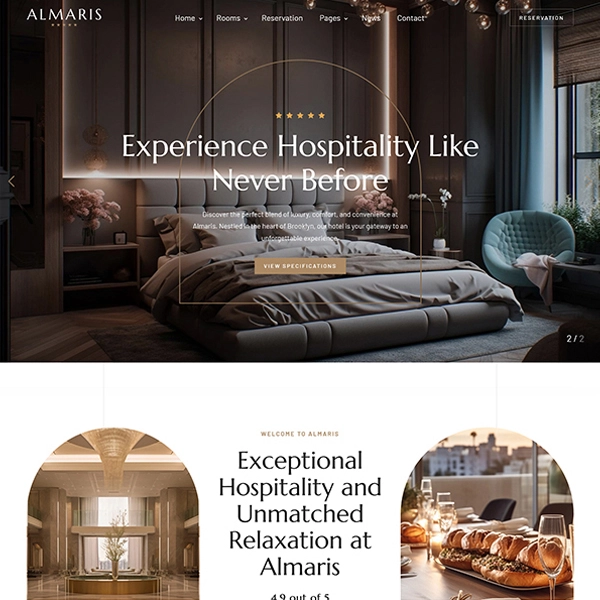 ALMARIS
Home Rooms Reservation Pages News Contact
RESERVATION
Experience Hospitality Like
Never Before
Discover the perfect blend of luxury, comfort, and convenience at
Almaris. Nestled in the heart of Brooklyn, our hotel is your gateway to an
unforgettable experience.
VIEW SPECIFICATIONS
2 / 2
WELCOME TO ALMARIS
Exceptional
Hospitality and
Unmatched
Relaxation at
Almaris
4.9 out of 5